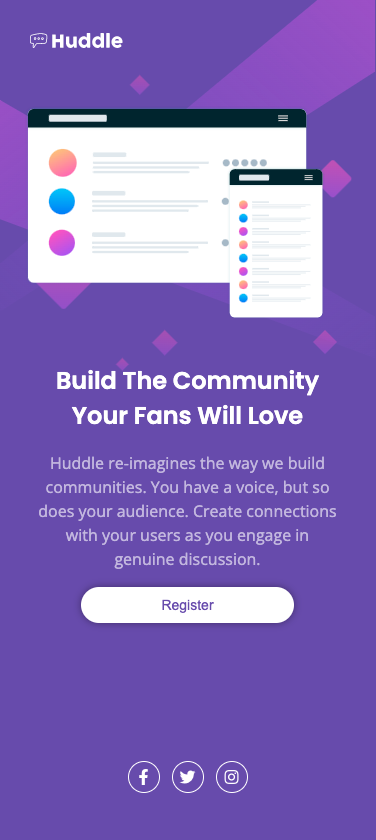 Huddle
Build The Community
Your Fans Will Love
Huddle re-imagines the way we build
communities. You have a voice, but so
does your audience. Create connections
with your users as you engage in
genuine discussion.
Register